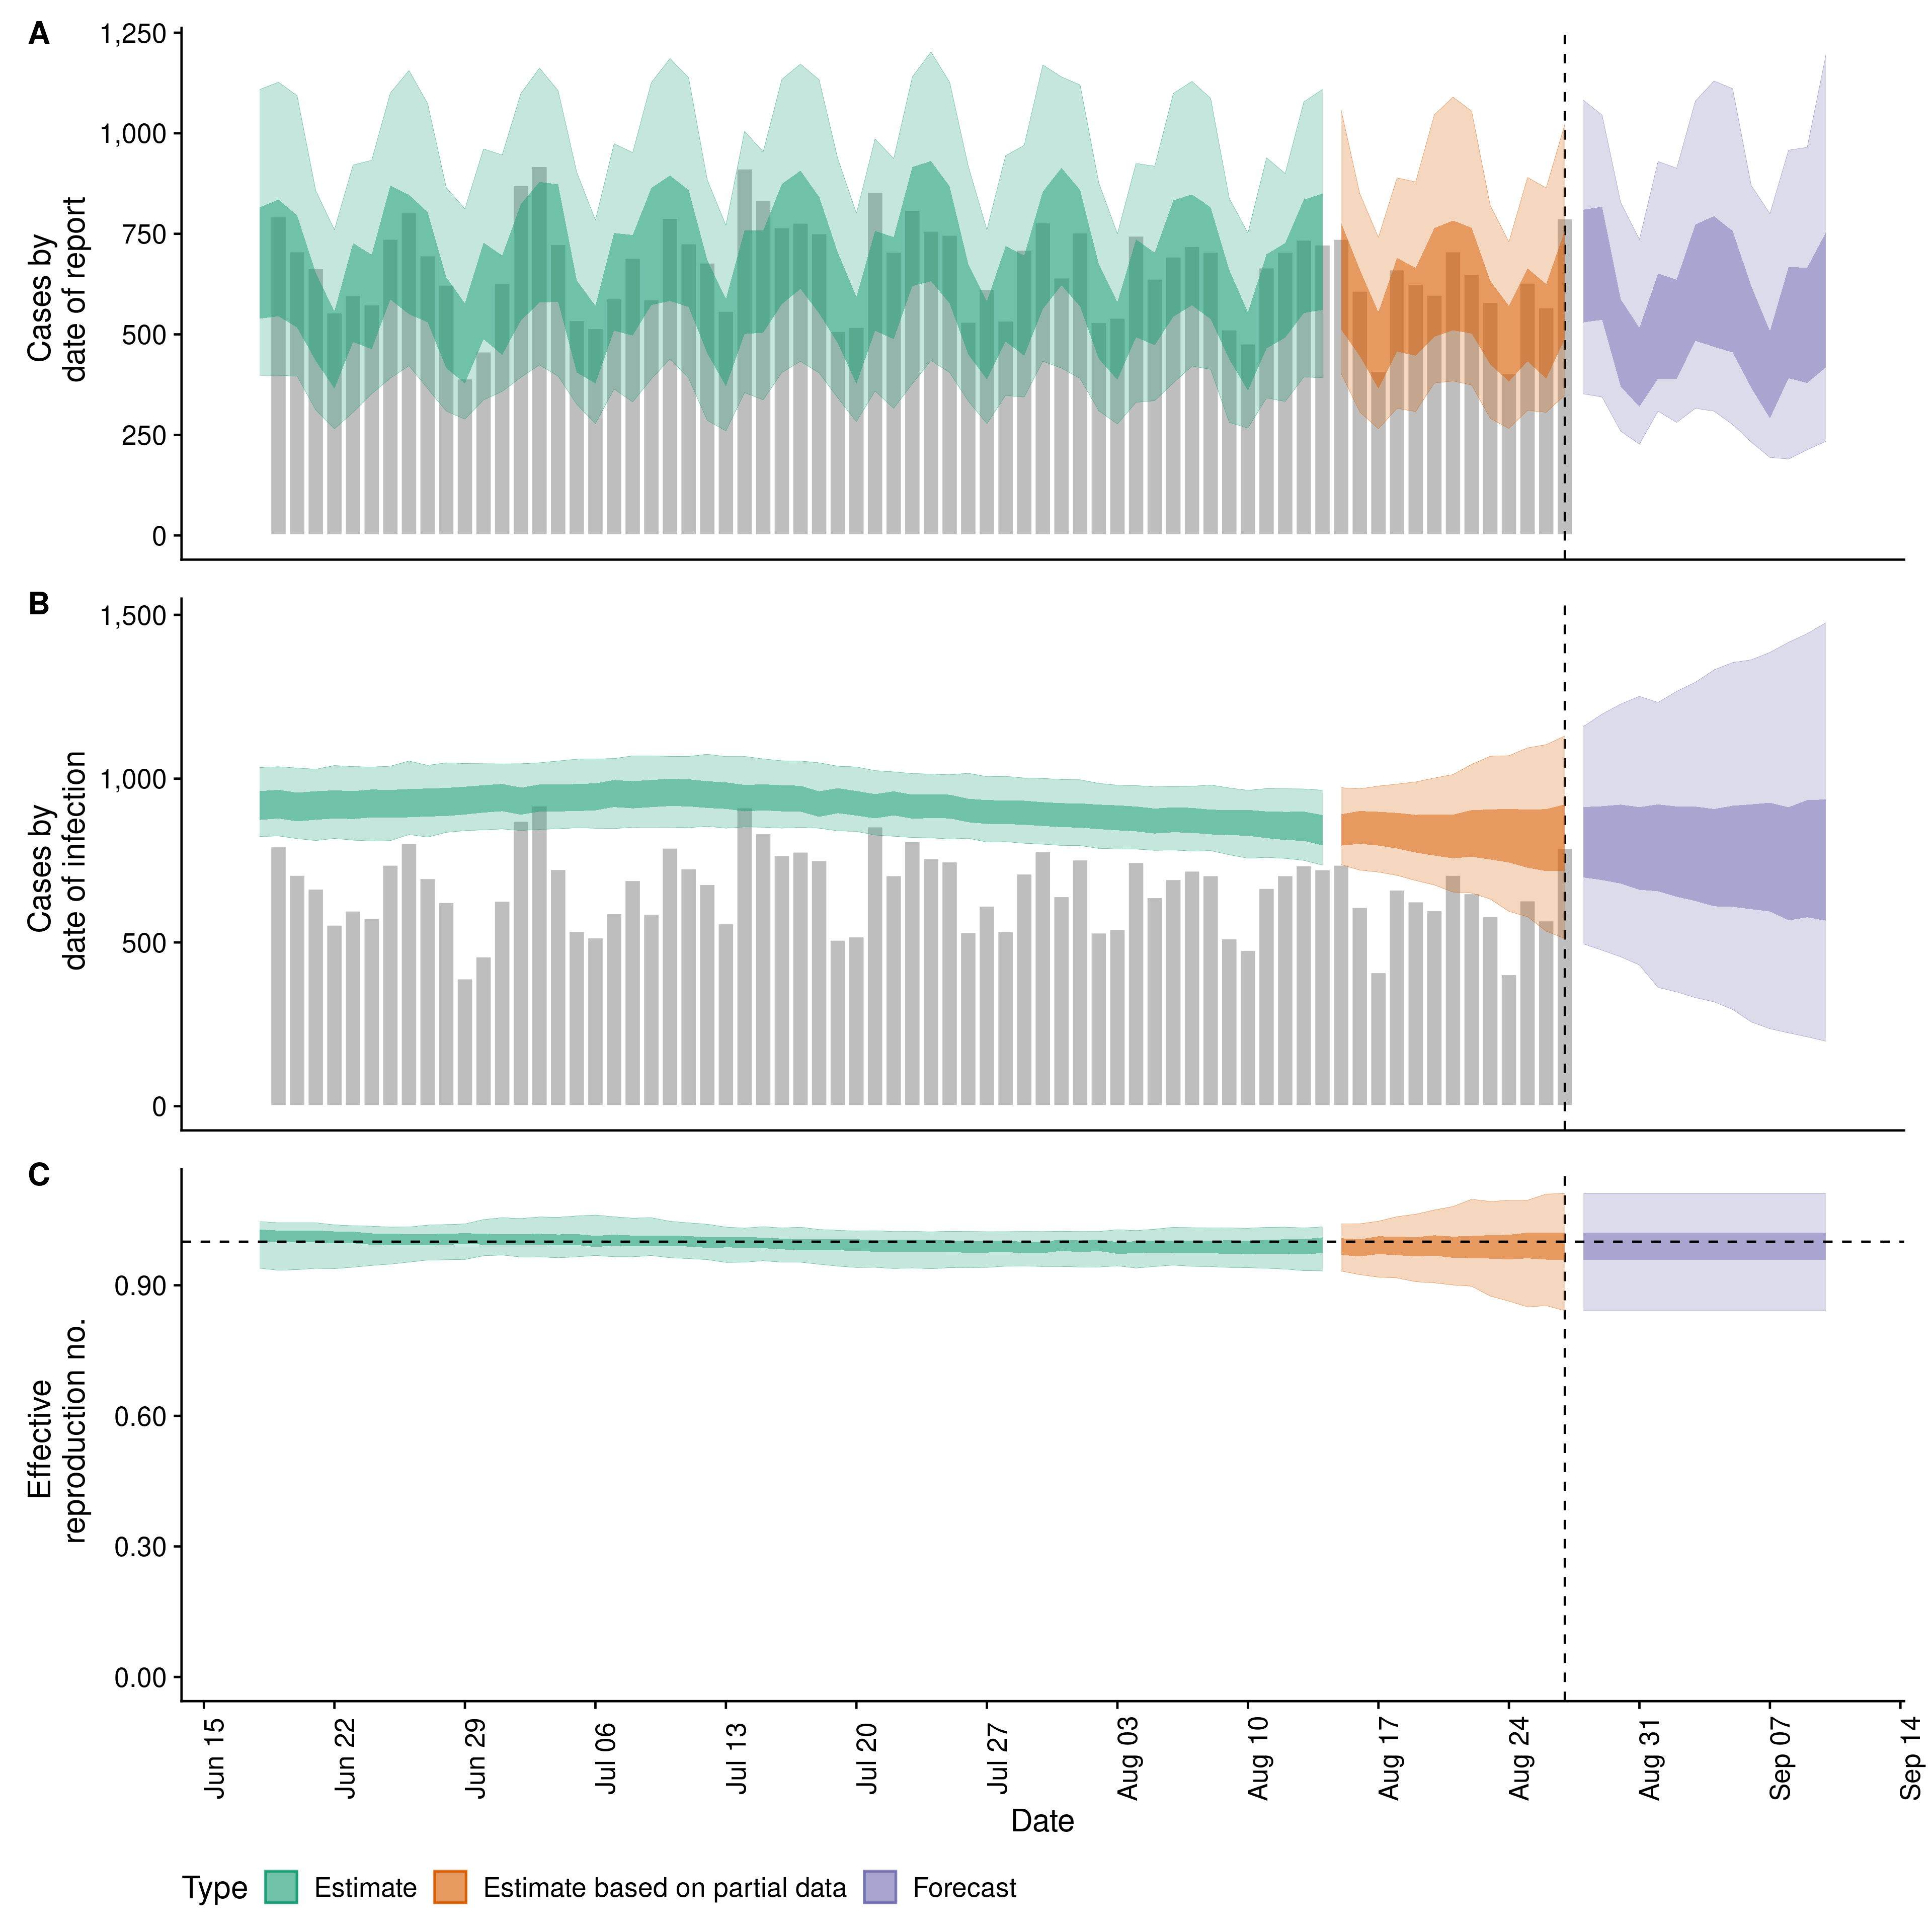 A
1,250
1,000
750
500
250
0
Cases by
date of report
B
1,500
1,000
500
0
Cases by
date of infection
C
0.90
0.60
0.30
0.00
Effective
reproduction no.
Jun 15
Jun 22
Jun 29
Jul 06
Jul 13
Jul 20
Jul 27
Aug 03
Aug 10
Aug 17
Aug 24
Aug 31
Sep 07
Sep 14
Date
Type Estimate Estimate based on partial data Forecast